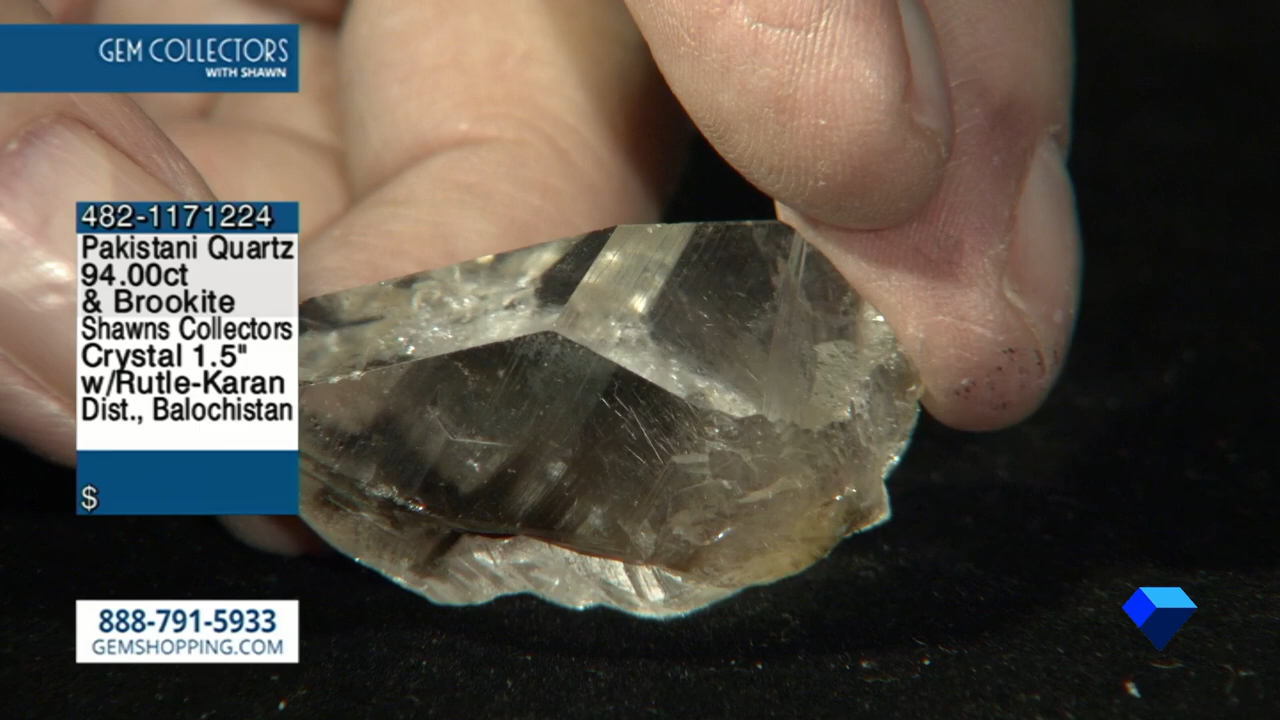 GEM COLLECTORS
WITH SHAWN
482-1171224
Pakistani Quartz
94.00ct
& Brookite
Shawns Collectors
Crystal 1.5"
w/Rutle-Karan
Dist., Balochistan
$
888-791-5933
GEMSHOPPING.COM